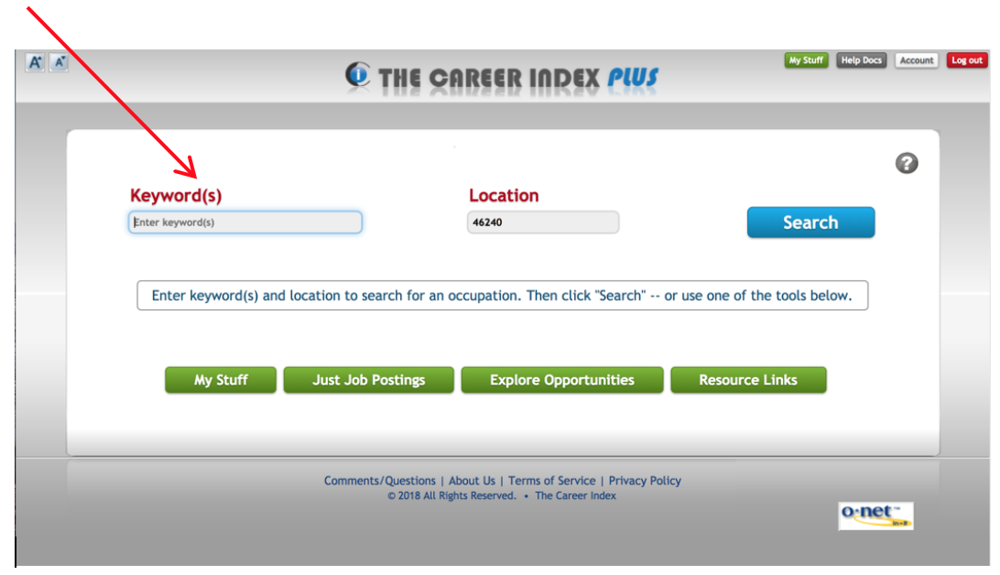 A A
THE CAREER INDEX PLUS
My Stuff Help Docs Account Log out
?
Keyword(s) Location
Enter keyword(s) 46240 Search
Enter keyword(s) and location to search for an occupation. Then click "Search" -- or use one of the tools below.
My Stuff Just Job Postings Explore Opportunities Resource Links
Comments/Questions | About Us | Terms of Service | Privacy Policy
© 2018 All Rights Reserved. • The Career Index
o·net™
in-it